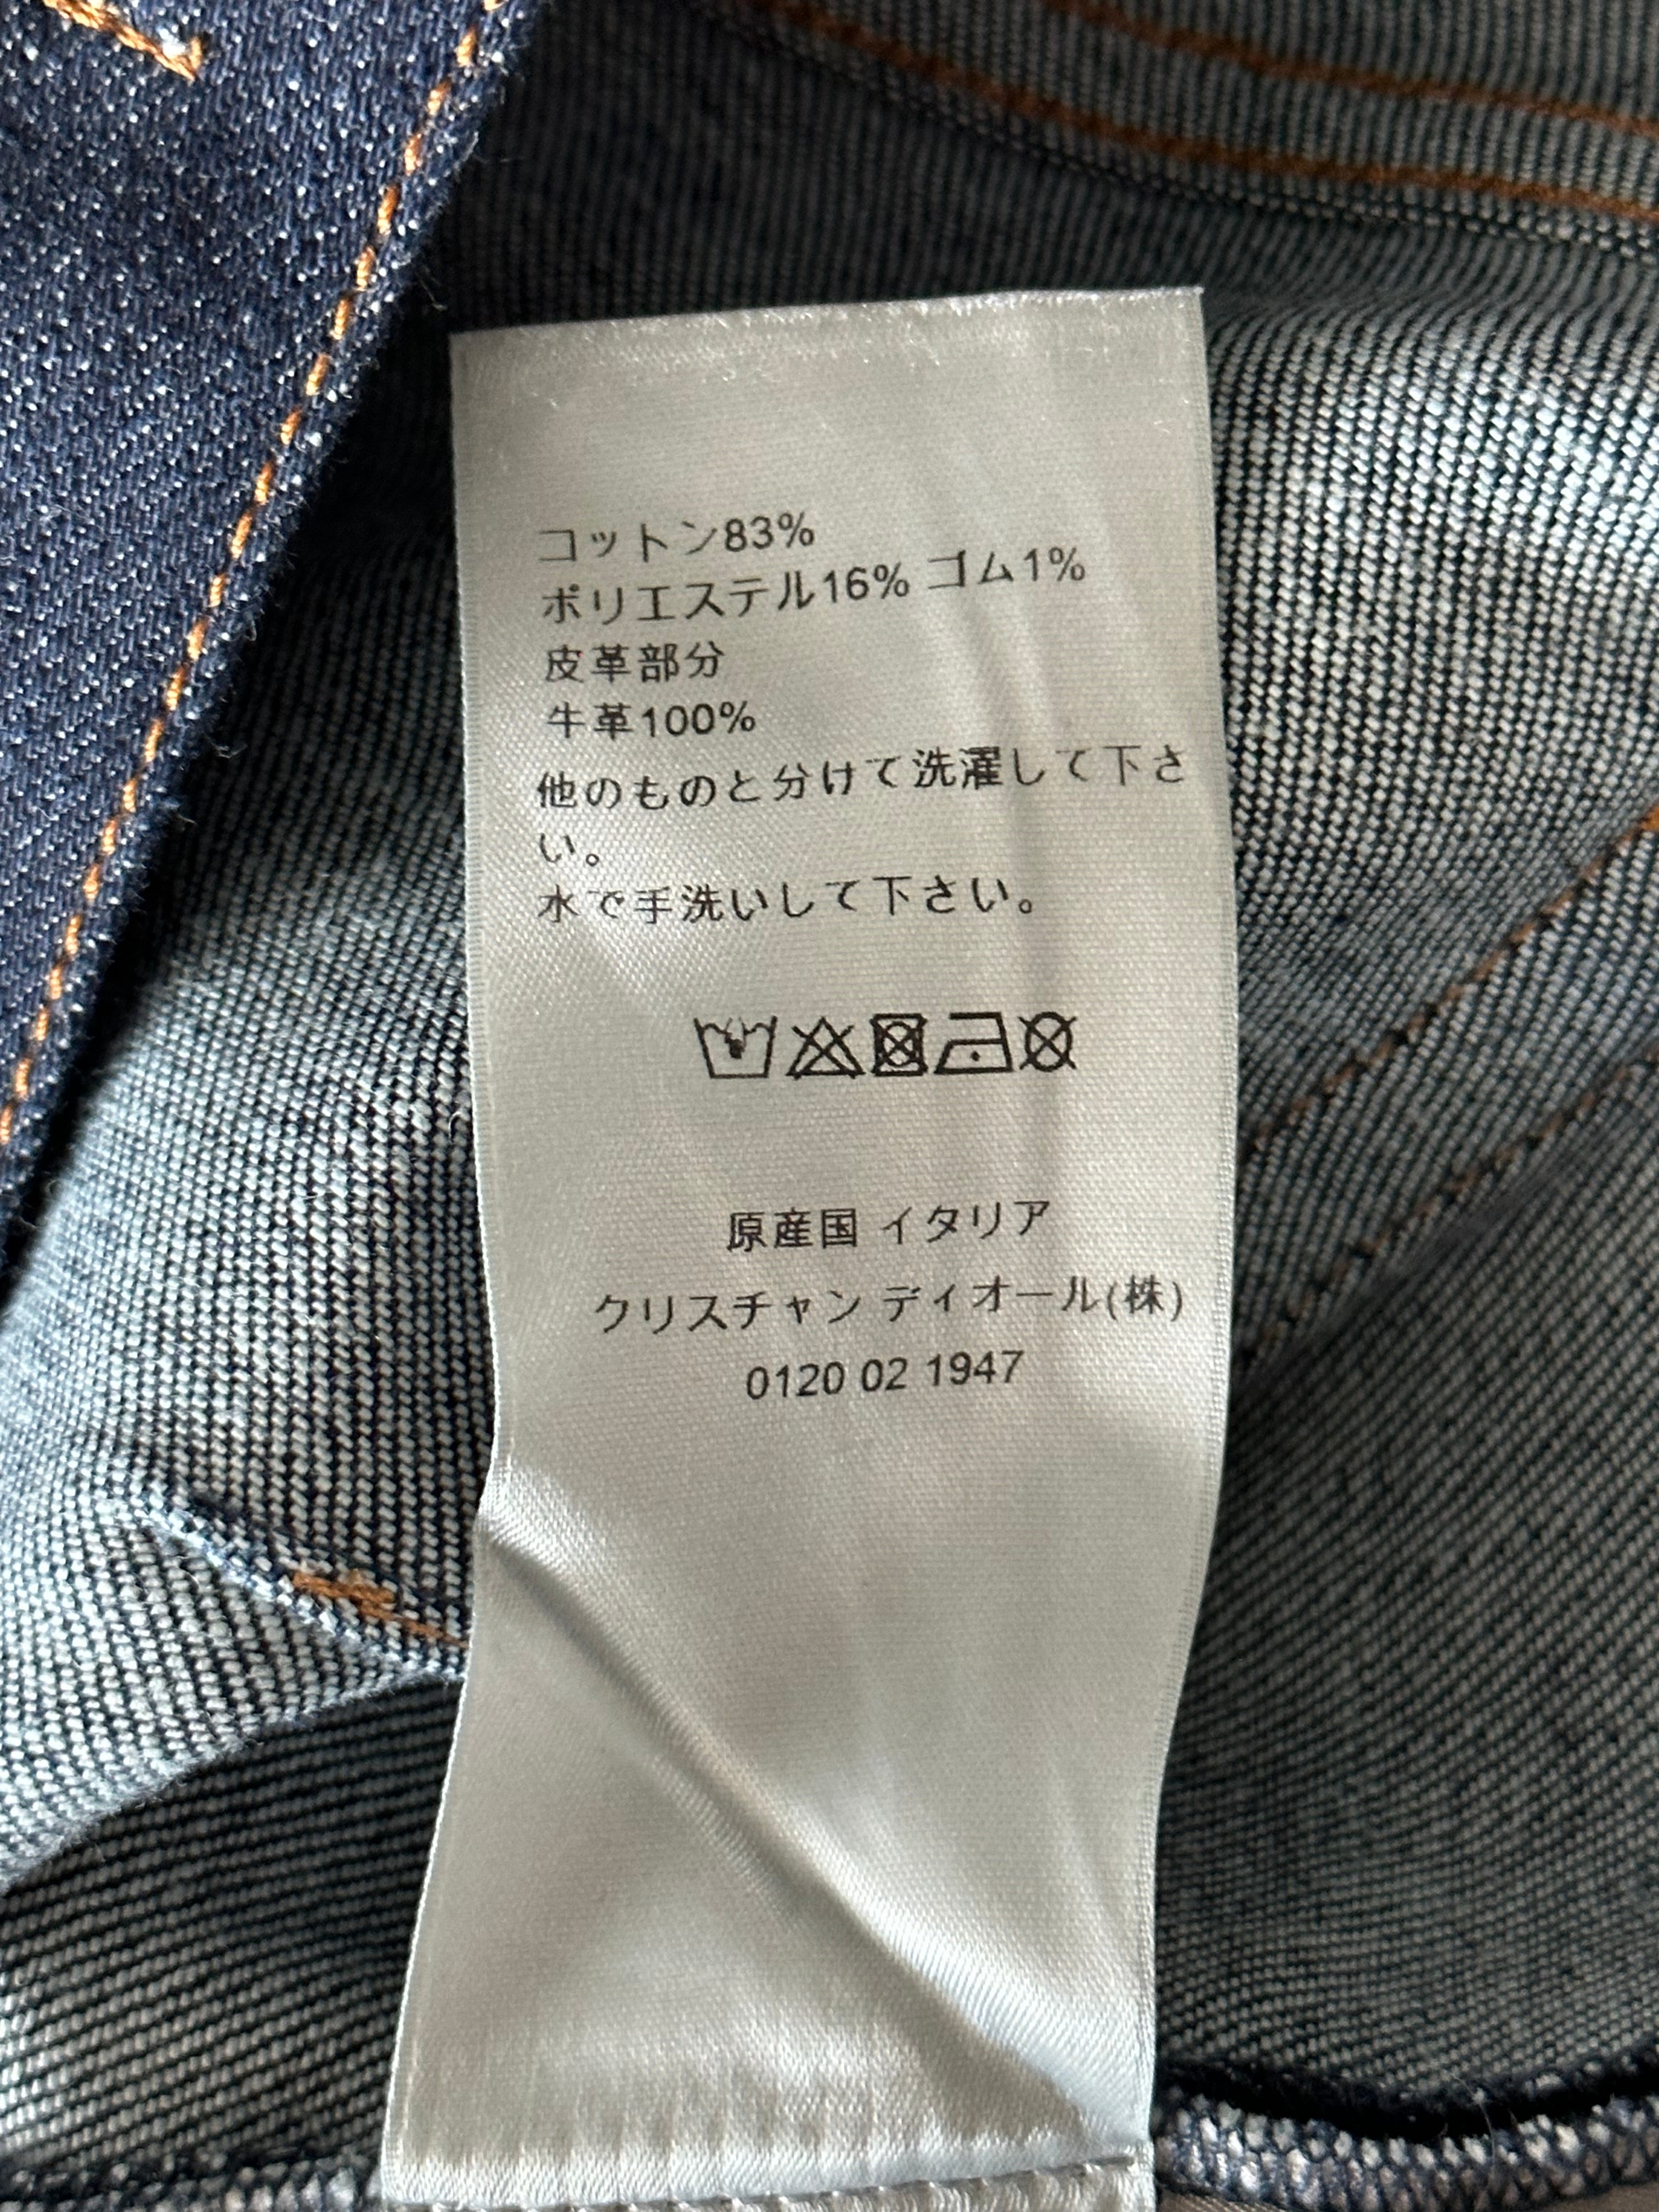 コットン83%
ポリエステル16% ゴム1%
皮革部分
牛革100%
他のものと分けて洗濯して下さ
い。
水で手洗いして下さい。
原産国 イタリア
クリスチャン ディオール(株)
0120 02 1947